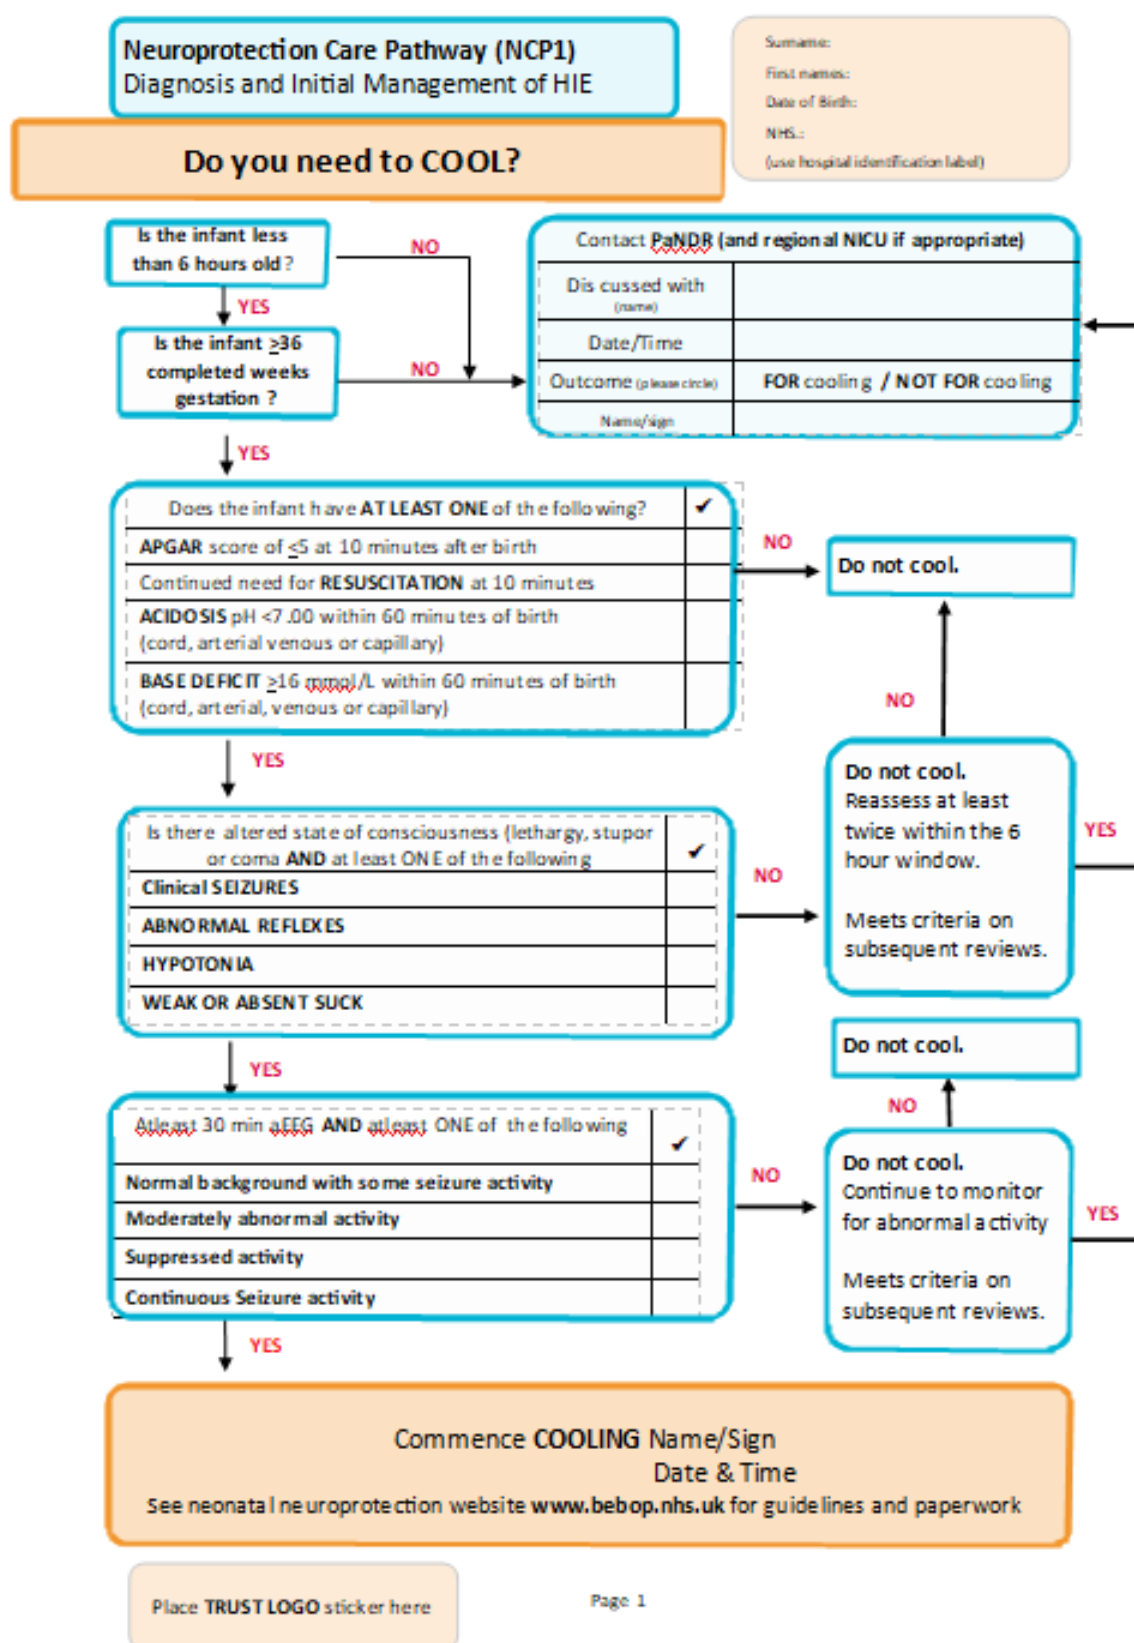 Neuroprotection Care Pathway (NCP1)
Diagnosis and Initial Management of HIE
Surname:
First names:
Date of Birth:
NHS.:
(use hospital identification label)
Do you need to COOL?
Is the infant less
than 6 hours old?
NO
YES
Is the infant ≥36
completed weeks
gestation ?
NO
YES
Contact PaNDR (and regional NICU if appropriate)
Dis cussed with
(name)
Date/Time
Outcome (please circle)
FOR cooling / NOT FOR cooling
Name/sign
Does the infant have AT LEAST ONE of the following?
✓
APGAR score of ≤5 at 10 minutes after birth
Continued need for RESUSCITATION at 10 minutes
ACIDOSIS pH <7.00 within 60 minutes of birth
(cord, arterial venous or capillary)
BASE DEFICIT ≥16 mmol/L within 60 minutes of birth
(cord, arterial, venous or capillary)
NO
Do not cool.
YES
NO
Is there altered state of consciousness (lethargy, stupor
or coma AND at least ONE of the following
✓
Clinical SEIZURES
ABNORMAL REFLEXES
HYPOTONIA
WEAK OR ABSENT SUCK
NO
Do not cool.
Reassess at least
twice within the 6
hour window.
Meets criteria on
subsequent reviews.
YES
YES
Do not cool.
NO
Atleast 30 min aEEG AND atleast ONE of the following
✓
Normal background with some seizure activity
Moderately abnormal activity
Suppressed activity
Continuous Seizure activity
NO
Do not cool.
Continue to monitor
for abnormal activity
Meets criteria on
subsequent reviews.
YES
YES
Commence COOLING Name/Sign
Date & Time
See neonatal neuroprotection website www.bebop.nhs.uk for guidelines and paperwork
Place TRUST LOGO sticker here
Page 1